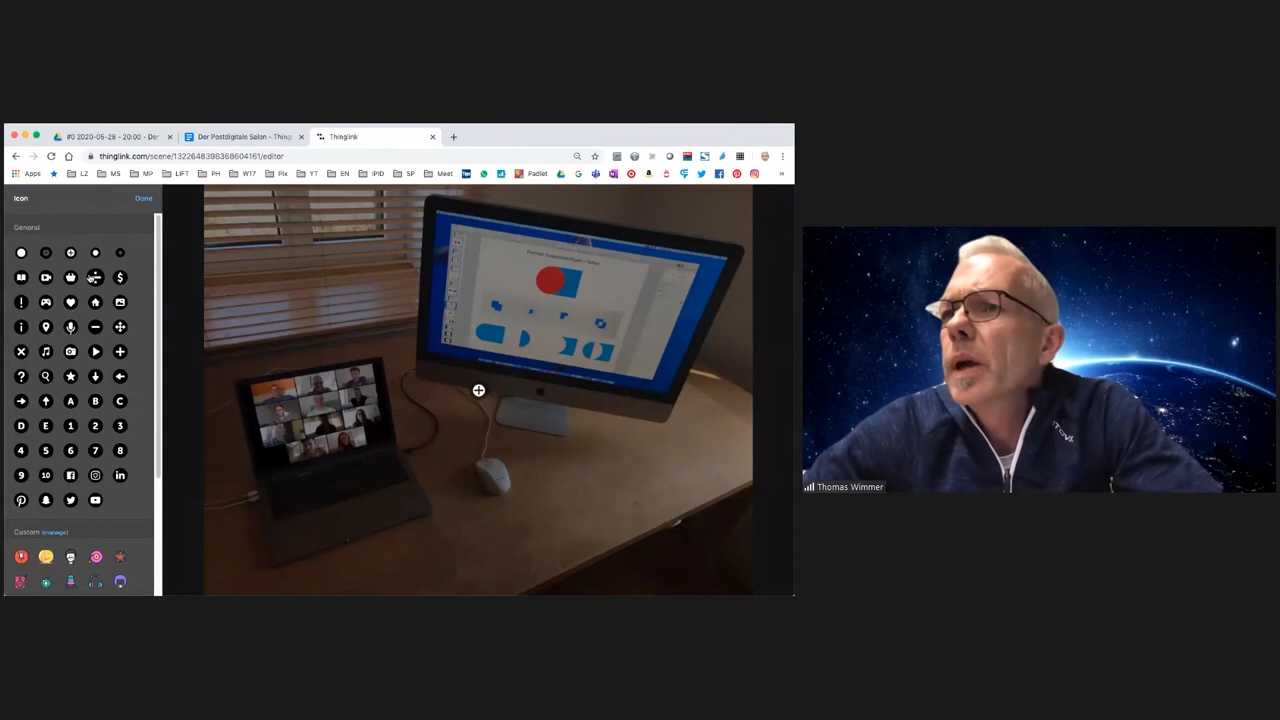 #0 2020-05-28 - 20:00 - Der
Der Postdigitale Salon - Thing
Thinglink
thinglink.com/scene/1322648398368604161/editor
Apps LZ MS MP LIFT PH W17 Pix YT EN iPID SP Meet Padlet
Icon Done
General
$
!
i
?
A B C
D E 1 2 3
4 5 6 7 8
9 10
Custom (manage)
Thomas Wimmer